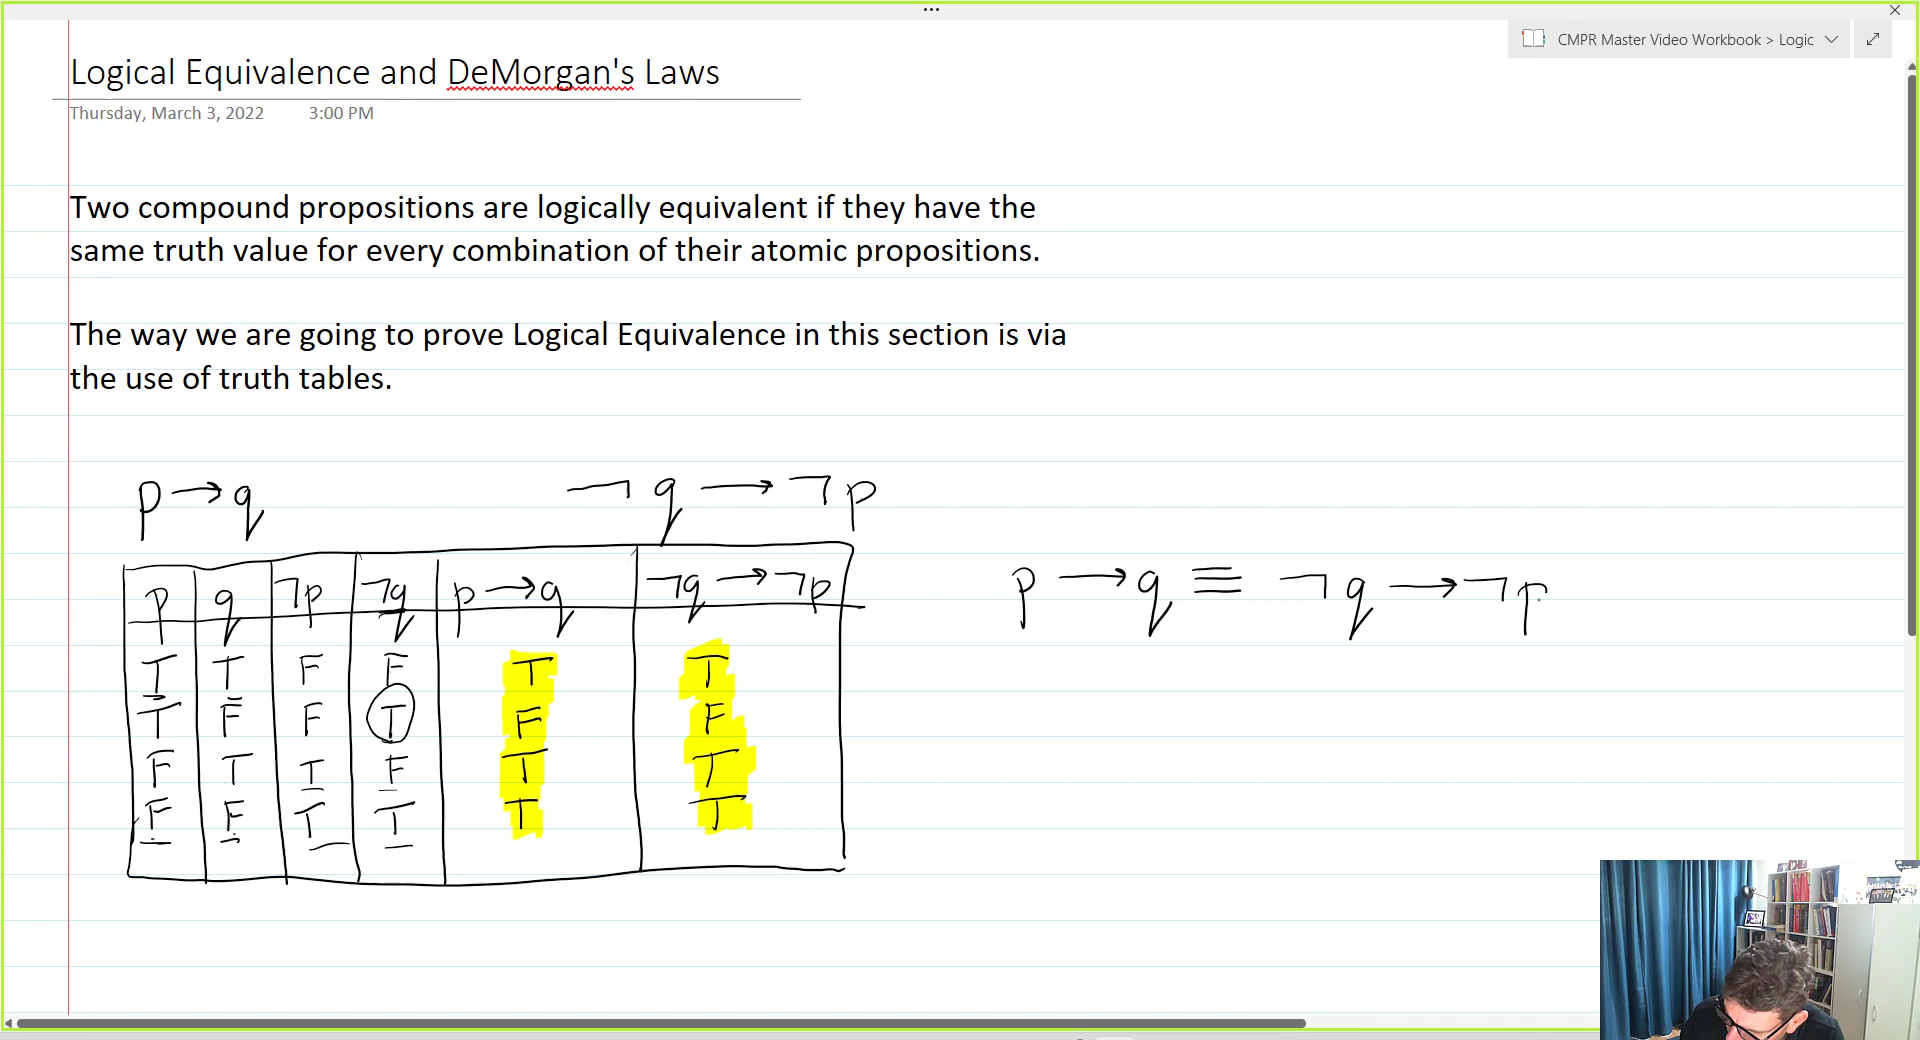 CMPR Master Video Workbook > Logic
Logical Equivalence and DeMorgan's Laws
Thursday, March 3, 2022 3:00 PM
Two compound propositions are logically equivalent if they have the
same truth value for every combination of their atomic propositions.
The way we are going to prove Logical Equivalence in this section is via
the use of truth tables.
p → q ¬q → ¬p
p q ¬p ¬q p → q ¬q → ¬p
T T F F T T
T F F T F F
F T T F T T
F F T T T T
p → q ≡ ¬q → ¬p